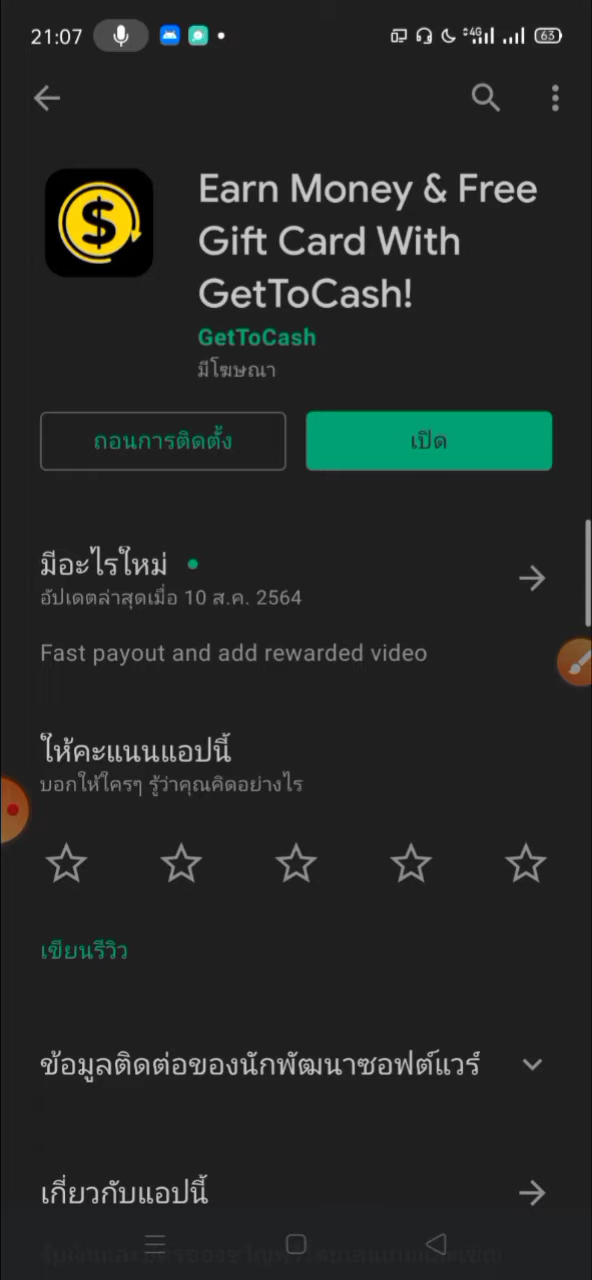 21:07
4G
63
Earn Money & Free
Gift Card With
GetToCash!
GetToCash
มีโฆษณา
ถอนการติดตั้ง
เปิด
มีอะไรใหม่
อัปเดตล่าสุดเมื่อ 10 ส.ค. 2564
Fast payout and add rewarded video
ให้คะแนนแอปนี้
บอกให้ใครๆ รู้ว่าคุณคิดอย่างไร
เขียนรีวิว
ข้อมูลติดต่อของนักพัฒนาซอฟต์แวร์
เกี่ยวกับแอปนี้